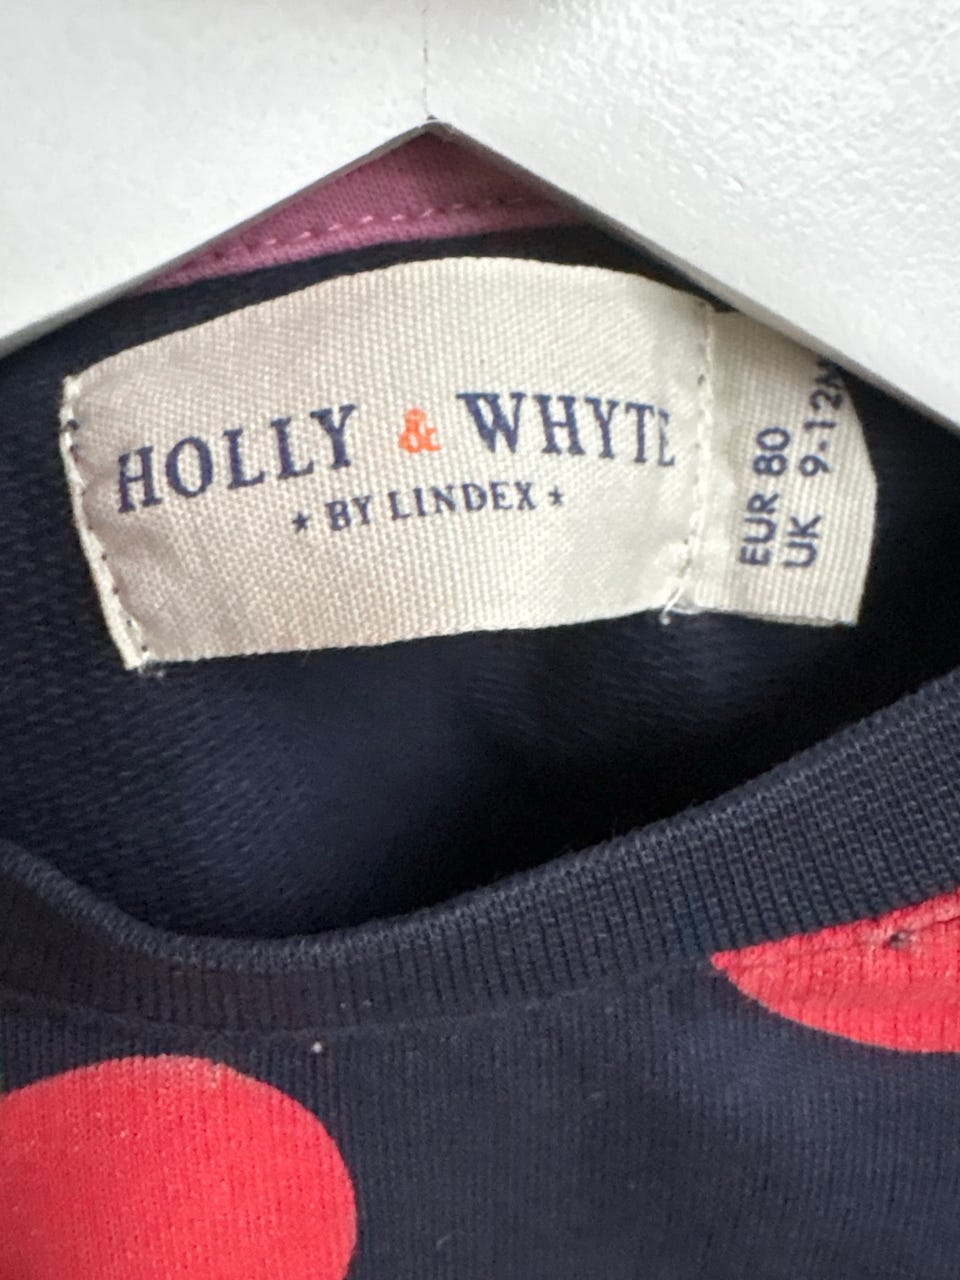 HOLLY & WHYTE
★ BY LINDEX ★
EUR 80
UK 9-12M